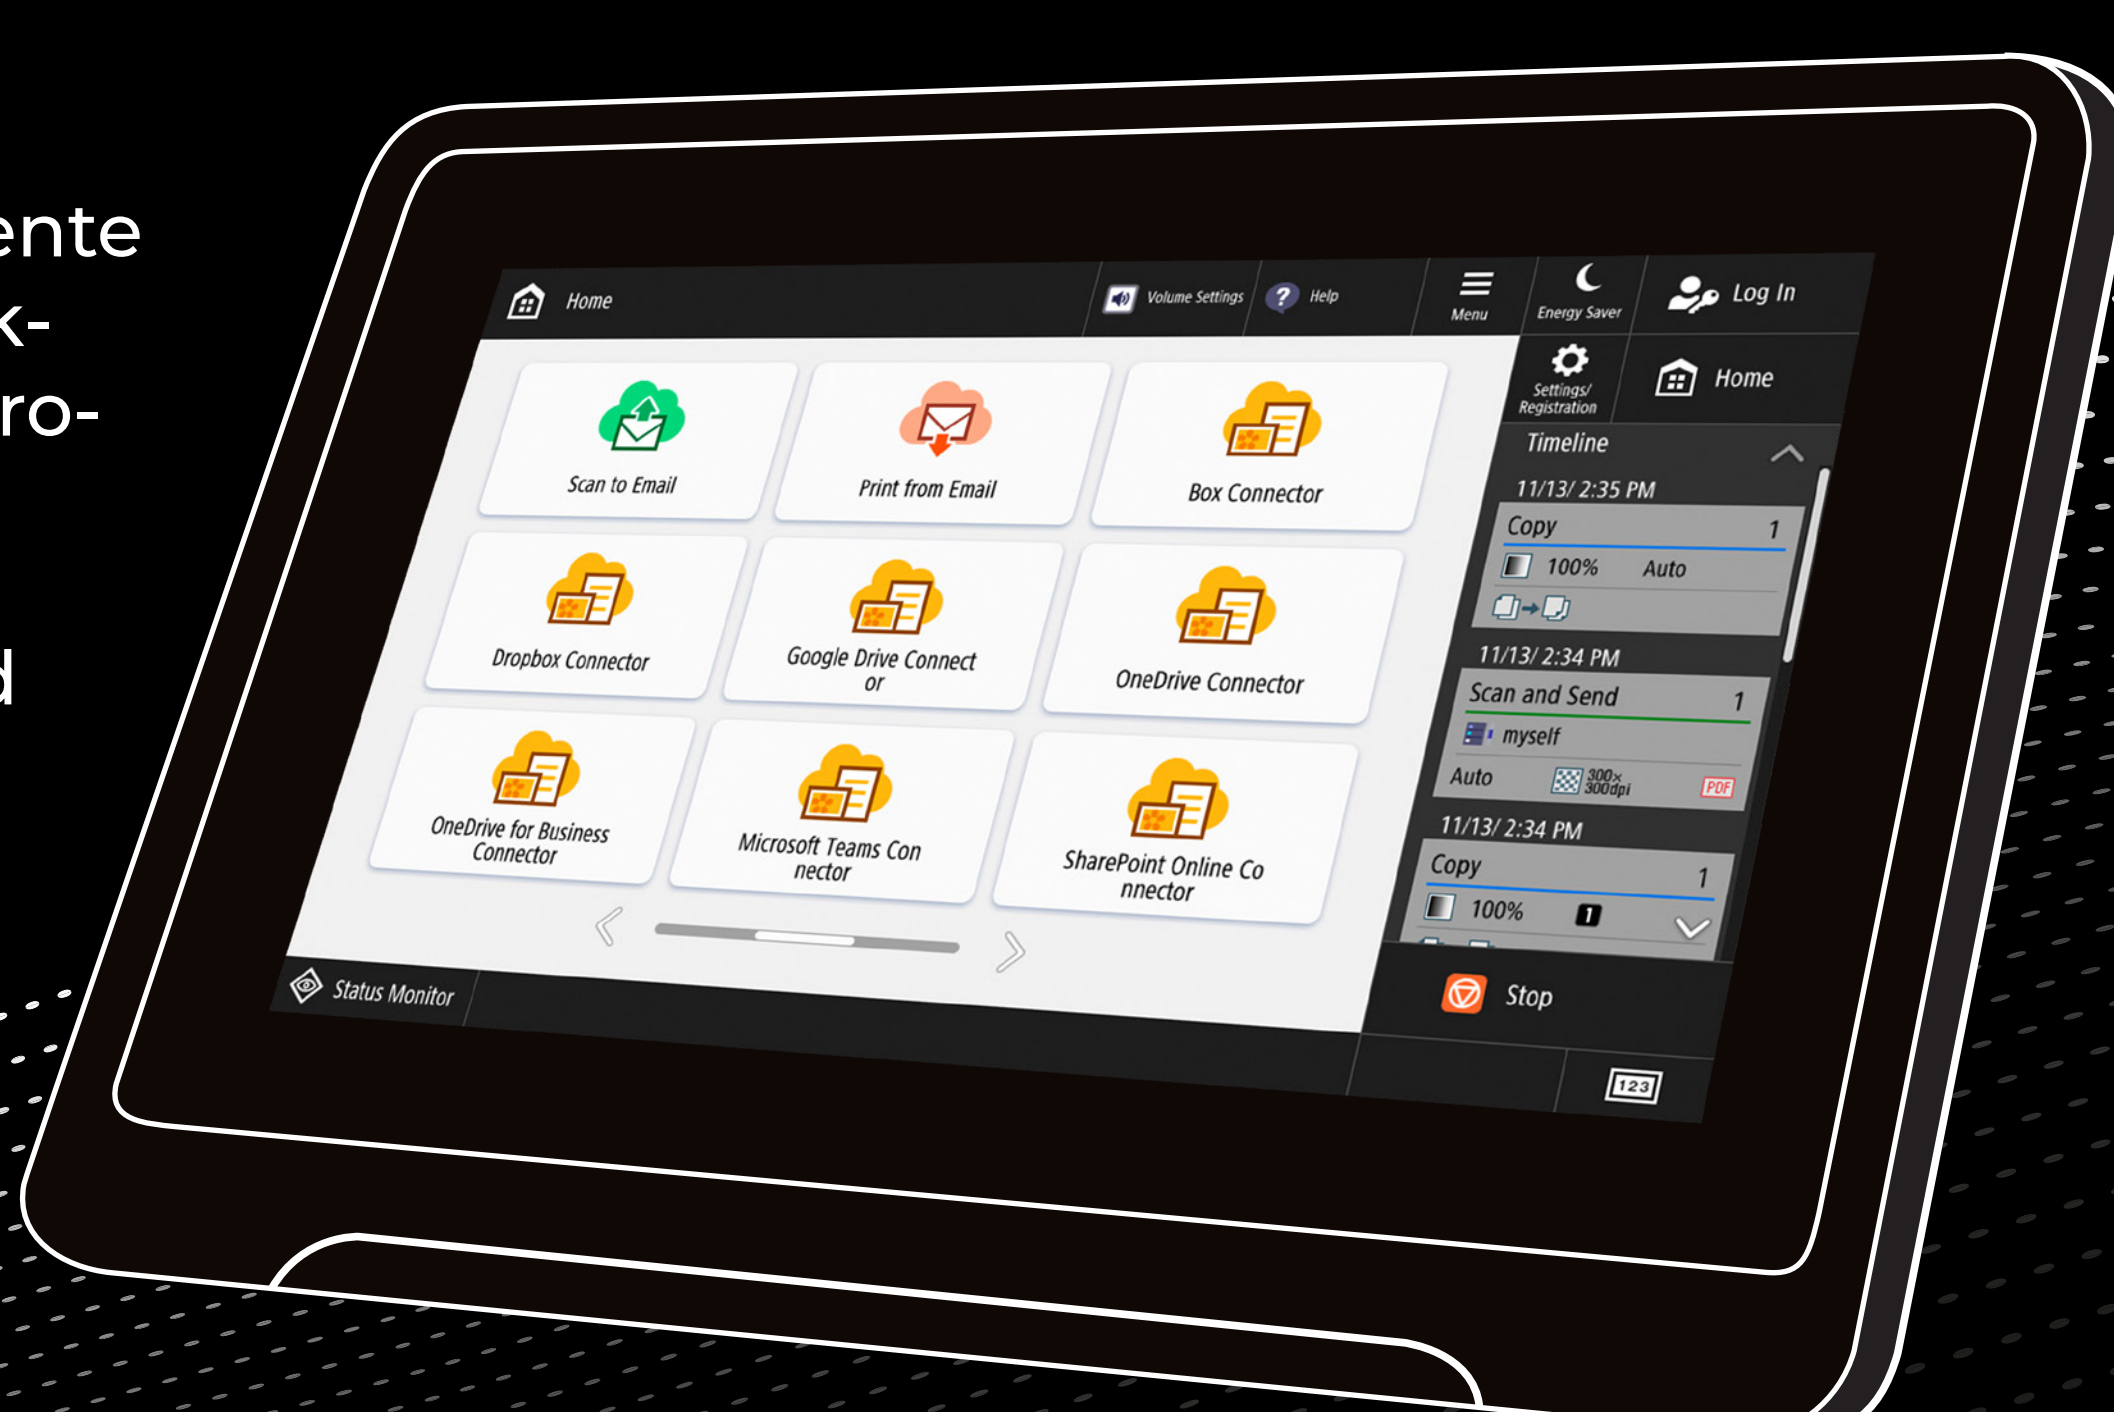 ente
k-
ro-
d
Home
Volume Settings
Help
Menu
Energy Saver
Log In
Settings/
Registration
Home
Scan to Email
Print from Email
Box Connector
Dropbox Connector
Google Drive Connect
or
OneDrive Connector
OneDrive for Business
Connector
Microsoft Teams Con
nector
SharePoint Online Co
nnector
Timeline
11/13/ 2:35 PM
Copy 1
100% Auto
11/13/ 2:34 PM
Scan and Send 1
myself
Auto 300×
300dpi PDF
11/13/ 2:34 PM
Copy 1
100% 1
Status Monitor
Stop
123